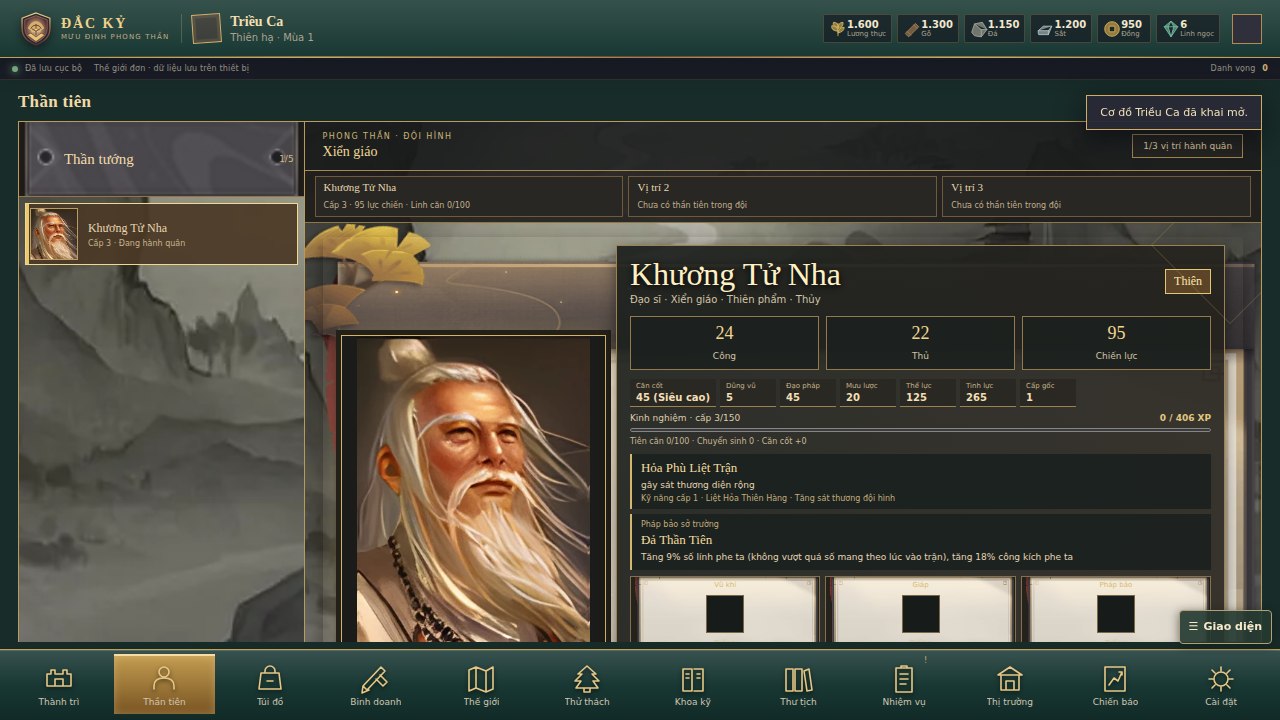 ĐẮC KỶ
MƯU ĐỊNH PHONG THẦN
Triều Ca
Thiên hạ · Mùa 1
1.600
Lương thực
1.300
Gỗ
1.150
Đá
1.200
Sắt
950
Đồng
6
Linh ngọc
Đã lưu cục bộ
Thế giới đơn · dữ liệu lưu trên thiết bị
Danh vọng 0
Thần tiên
Cơ đồ Triều Ca đã khai mở.
Thần tướng
1/5
PHONG THẦN · ĐỘI HÌNH
Xiển giáo
1/3 vị trí hành quân
Khương Tử Nha
Cấp 3 · 95 lực chiến · Linh căn 0/100
Vị trí 2
Chưa có thần tiên trong đội
Vị trí 3
Chưa có thần tiên trong đội
Khương Tử Nha
Cấp 3 · Đang hành quân
Khương Tử Nha
Đạo sĩ · Xiển giáo · Thiên phẩm · Thủy
Thiên
24
Công
22
Thủ
95
Chiến lực
Căn cốt
45 (Siêu cao)
Dũng vũ
5
Đạo pháp
45
Mưu lược
20
Thể lực
125
Tinh lực
265
Cấp gốc
1
Kinh nghiệm · cấp 3/150
0 / 406 XP
Tiên căn 0/100 · Chuyển sinh 0 · Căn cốt +0
Hỏa Phù Liệt Trận
gây sát thương diện rộng
Kỹ năng cấp 1 · Liệt Hỏa Thiên Hàng · Tăng sát thương đội hình
Pháp bảo sở trường
Đả Thần Tiên
Tăng 9% số lính phe ta (không vượt quá số mang theo lúc vào trận), tăng 18% công kích phe ta
Vũ khí
Giáp
Pháp bảo
☰ Giao diện
Thành trì
Thần tiên
Túi đồ
Binh doanh
Thế giới
Thử thách
Khoa kỹ
Thư tịch
Nhiệm vụ
!
Thị trường
Chiến báo
Cài đặt